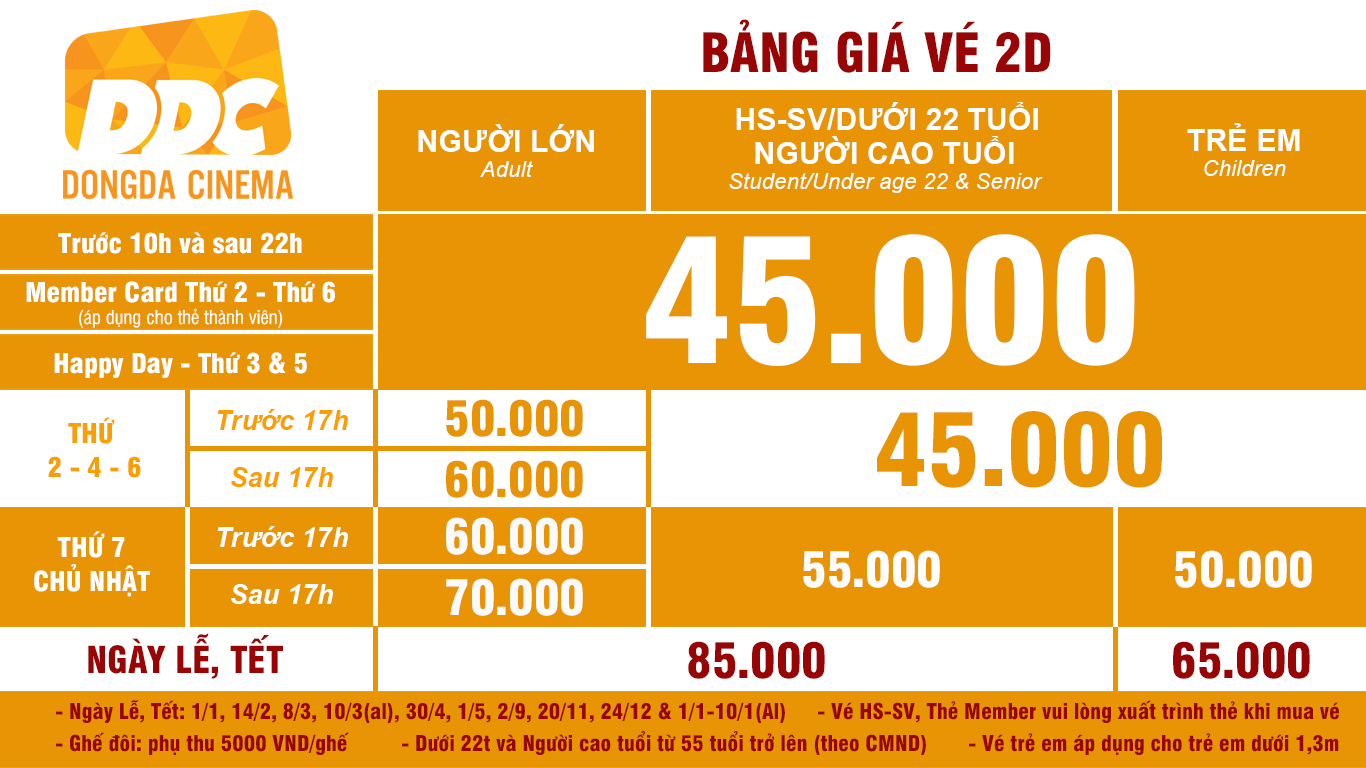 DDC
DONGDA CINEMA
BẢNG GIÁ VÉ 2D
NGƯỜI LỚN
Adult
HS-SV/DƯỚI 22 TUỔI
NGƯỜI CAO TUỔI
Student/Under age 22 & Senior
TRẺ EM
Children
Trước 10h và sau 22h
Member Card Thứ 2 - Thứ 6
(áp dụng cho thẻ thành viên)
Happy Day - Thứ 3 & 5
45.000
THỨ
2 - 4 - 6
Trước 17h
50.000
Sau 17h
60.000
45.000
THỨ 7
CHỦ NHẬT
Trước 17h
60.000
Sau 17h
70.000
55.000
50.000
NGÀY LỄ, TẾT
85.000
65.000
- Ngày Lễ, Tết: 1/1, 14/2, 8/3, 10/3(al), 30/4, 1/5, 2/9, 20/11, 24/12 & 1/1-10/1(Al)
- Vé HS-SV, Thẻ Member vui lòng xuất trình thẻ khi mua vé
- Ghế đôi: phụ thu 5000 VND/ghế
- Dưới 22t và Người cao tuổi từ 55 tuổi trở lên (theo CMND)
- Vé trẻ em áp dụng cho trẻ em dưới 1,3m